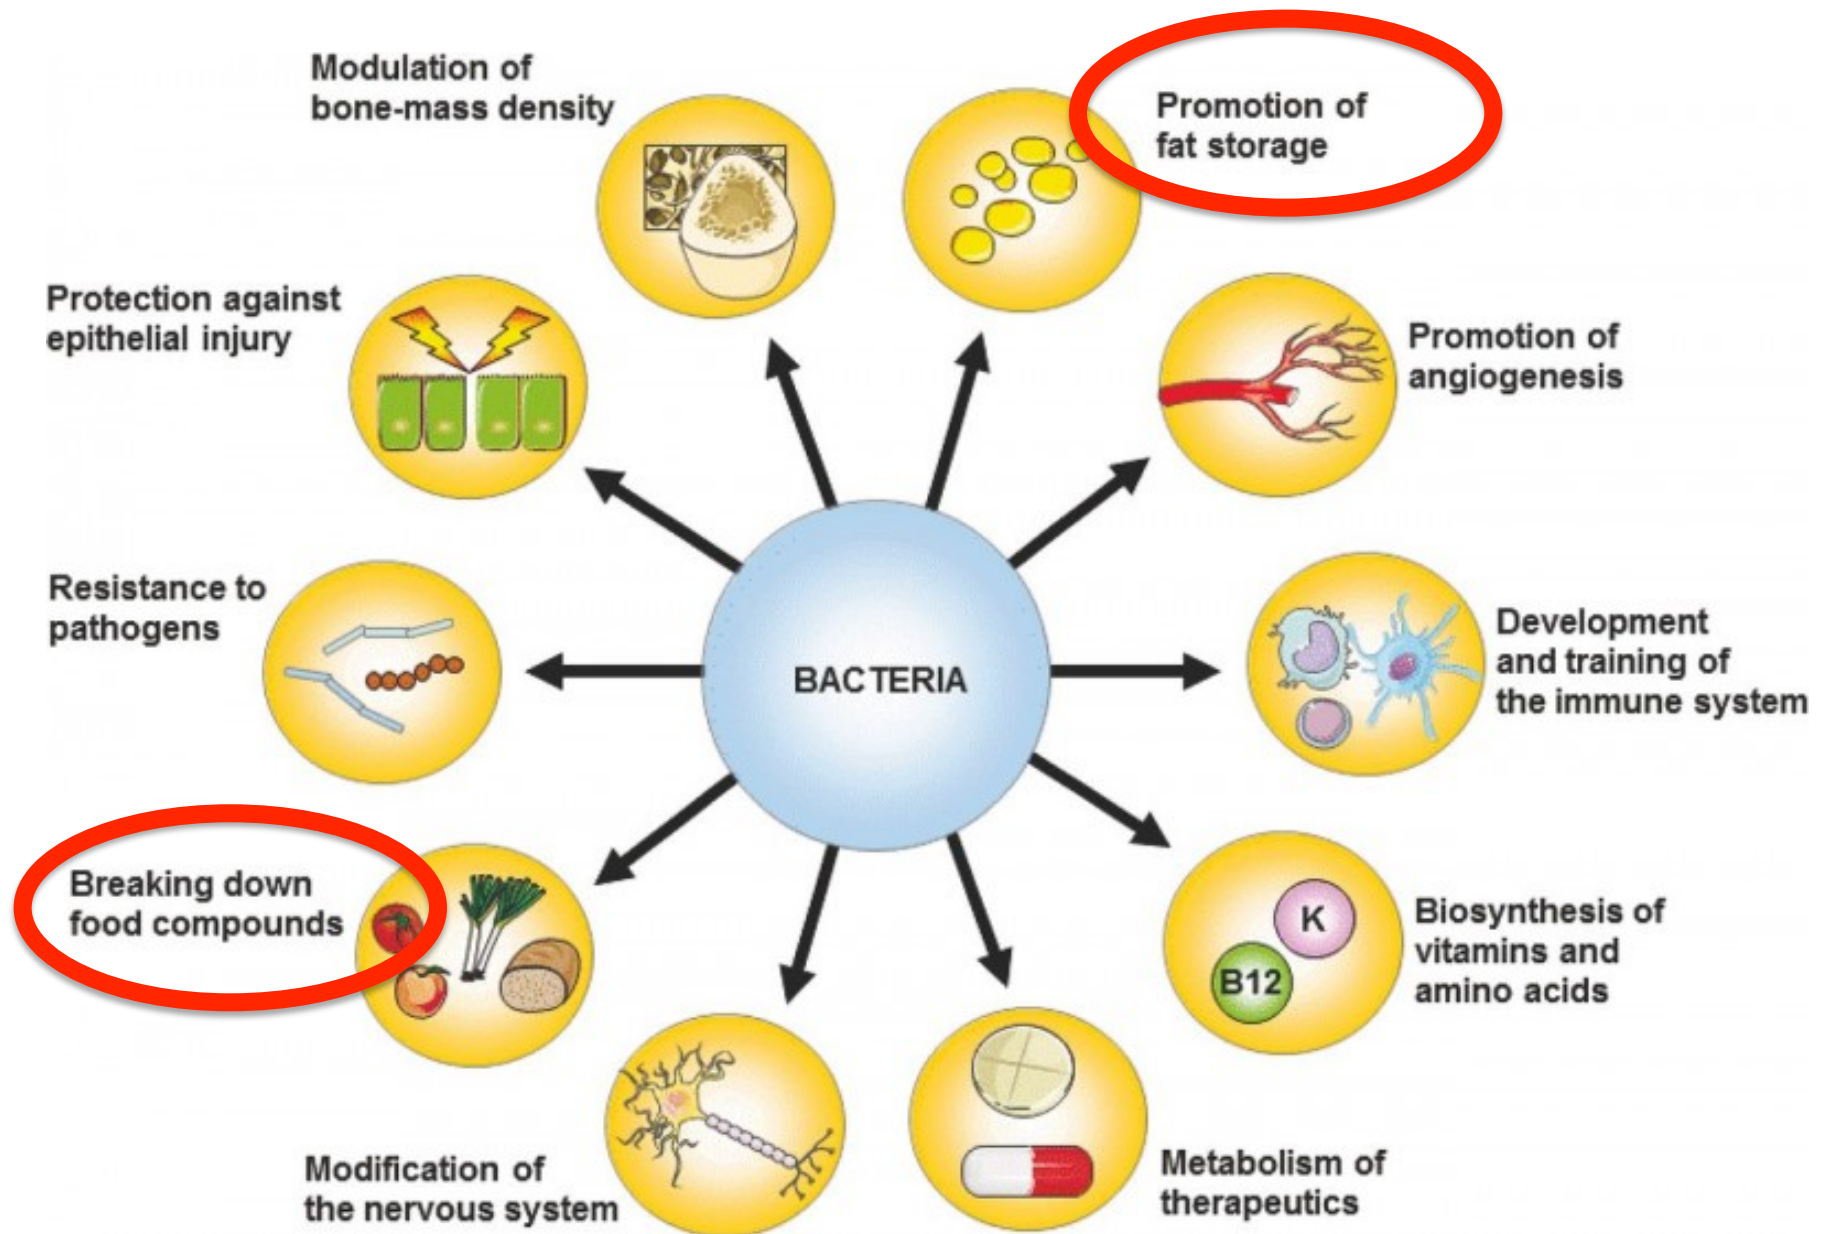 Modulation of
bone-mass density
Promotion of
fat storage
Protection against
epithelial injury
Promotion of
angiogenesis
Resistance to
pathogens
BACTERIA
Development
and training of
the immune system
Breaking down
food compounds
K
B12
Biosynthesis of
vitamins and
amino acids
Modification of
the nervous system
Metabolism of
therapeutics